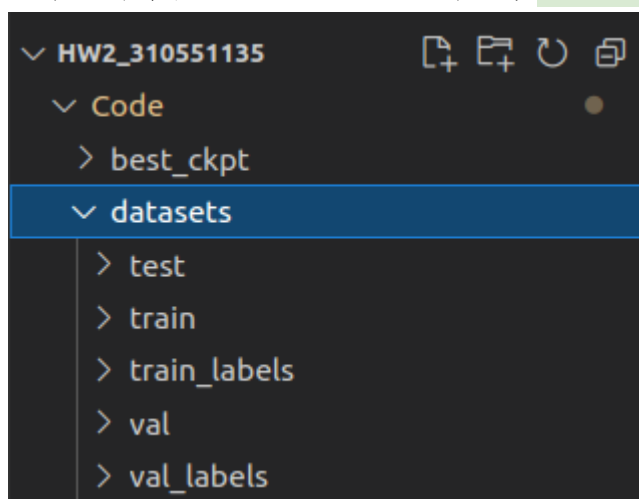 HW2_310551135
Code
best_ckpt
datasets
test
train
train_labels
val
val_labels